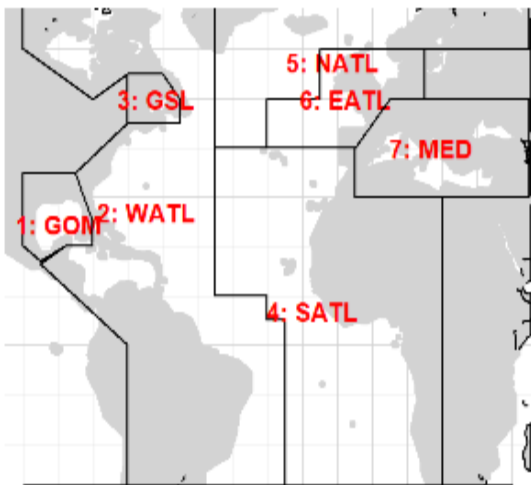 5: NATL
3: GSL
6: EATL
7: MED
2: WATL
1: GOM
4: SATL